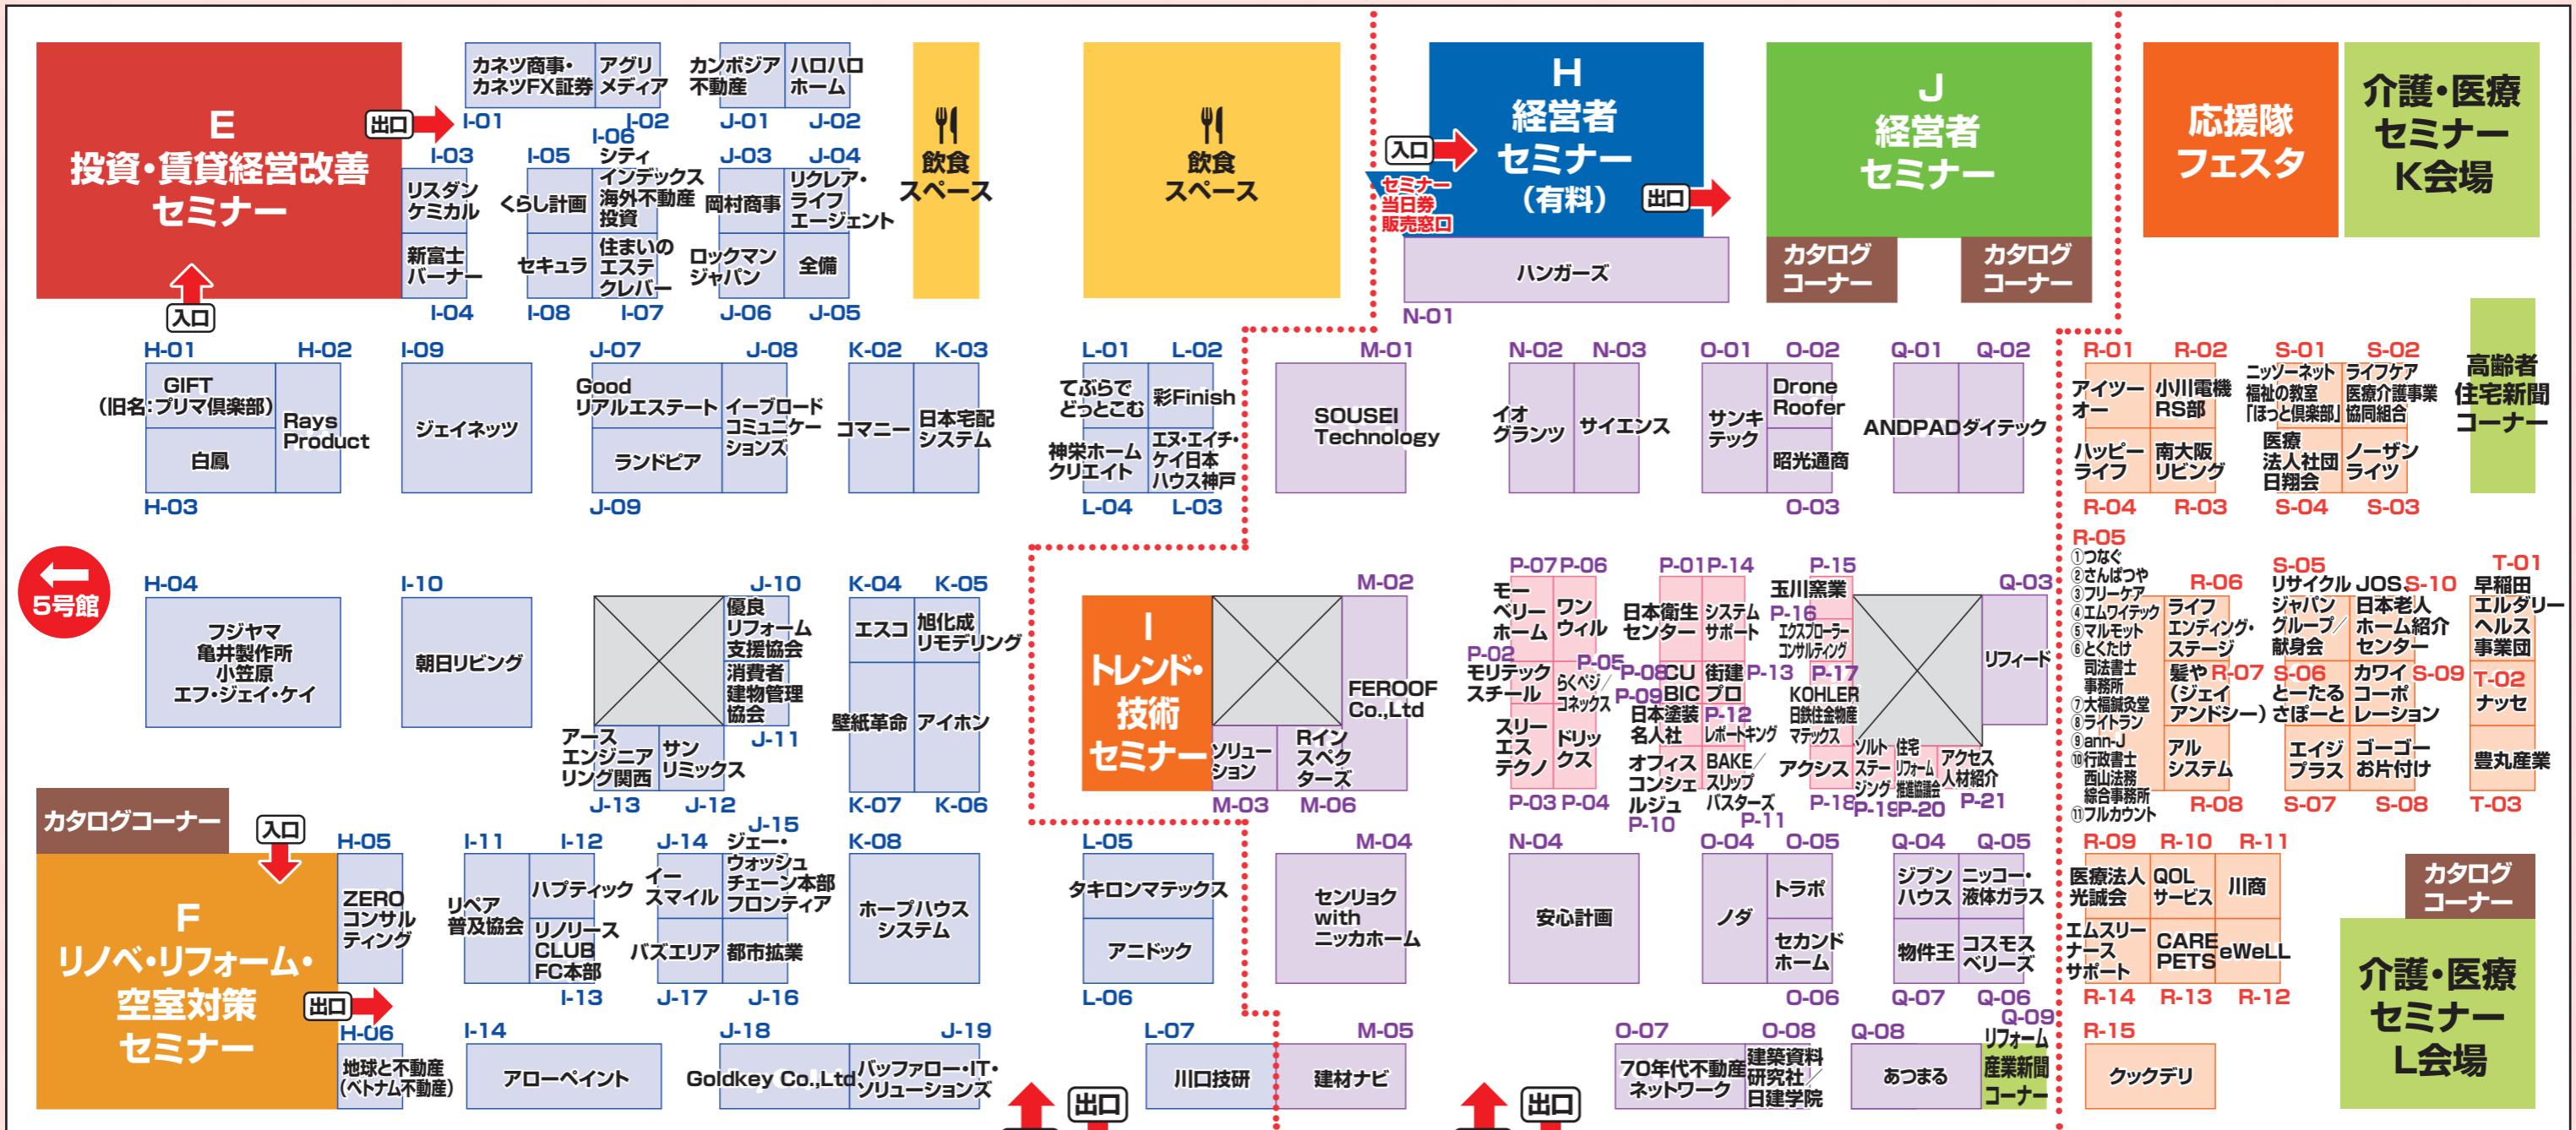 E
投資・賃貸経営改善
セミナー
出口
入口
カネツ商事・
カネツFX証券
アグリ
メディア
I-01
I-02
カンボジア
不動産
ハロハロ
ホーム
J-01
J-02
I-03
リスダン
ケミカル
新富士
バーナー
I-04
I-05
くらし計画
I-06
シティ
インデックス
海外不動産
投資
セキュラ
住まいの
エステ
クレバー
I-08
I-07
J-03
岡村商事
J-04
リクレア・
ライフ
エージェント
ロックマン
ジャパン
全備
J-06
J-05
飲食
スペース
飲食
スペース
入口
セミナー
当日券
販売窓口
H
経営者
セミナー
（有料）
出口
J
経営者
セミナー
カタログ
コーナー
カタログ
コーナー
ハンガーズ
N-01
応援隊
フェスタ
介護・医療
セミナー
K会場
高齢者
住宅新聞
コーナー
H-01
H-02
GIFT
（旧名：プリマ倶楽部）
Rays
Product
白鳳
H-03
I-09
ジェイネッツ
J-07
J-08
Good
リアルエステート
イーブロード
コミュニケー
ションズ
ランドピア
J-09
K-02
K-03
コマニー
日本宅配
システム
L-01
L-02
てぶらで
どっとこむ
彩Finish
神栄ホーム
クリエイト
エヌ・エイチ・
ケイ日本
ハウス神戸
L-04
L-03
M-01
SOUSEI
Technology
N-02
N-03
イオ
グランツ
サイエンス
O-01
O-02
サンキ
テック
Drone
Roofer
昭光通商
O-03
Q-01
Q-02
ANDPAD
ダイテック
R-01
R-02
アイツー
オー
小川電機
RS部
ハッピー
ライフ
南大阪
リビング
R-04
R-03
S-01
S-02
ニッソーネット
福祉の教室
「ほっと倶楽部」
ライフケア
医療介護事業
協同組合
医療
法人社団
日翔会
ノーザン
ライツ
S-04
S-03
5号館
H-04
フジヤマ
亀井製作所
小笠原
エフ・ジェイ・ケイ
I-10
朝日リビング
J-10
優良
リフォーム
支援協会
消費者
建物管理
協会
J-11
アース
エンジニア
リング関西
サン
リミックス
J-13
J-12
K-04
K-05
エスコ
旭化成
リモデリング
壁紙革命
アイホン
K-07
K-06
I
トレンド・
技術
セミナー
M-02
FEROOF
Co.,Ltd
ソリュー
ション
Rイン
スペク
ターズ
M-03
M-06
P-07
P-06
モー
ベリー
ホーム
ワン
ウィル
P-02
モリテック
スチール
P-05
らくペジ／
コネックス
スリー
エス
テクノ
ドリッ
クス
P-03
P-04
P-01
P-14
日本衛生
センター
システム
サポート
P-08
CU
BIC
街建
プロ
P-13
P-09
日本塗装
名人社
P-12
レポートキング
オフィス
コンシェ
ルジュ
BAKE／
スリップ
バスターズ
P-10
P-11
P-15
玉川窯業
P-16
エクスプローラー
コンサルティング
P-17
KOHLER
日鉄住金物産
マテックス
アクシス
P-18
ソルト
ステー
ジング
P-19
住宅
リフォーム
推進協議会
P-20
アクセス
人材紹介
P-21
Q-03
リフィード
R-05
①つなぐ
②さんぱつや
③フリーケア
④エムワイテック
⑤マルモット
⑥とくたけ
司法書士
事務所
⑦大福鍼灸堂
⑧ライトラン
⑨ann-J
⑩行政書士
西山法務
綜合事務所
⑪フルカウント
R-06
ライフ
エンディング・
ステージ
髪や
（ジェイ
アンドシー）
R-07
アル
システム
R-08
S-05
リサイクル
ジャパン
グループ／
献身会
JOS、
日本老人
ホーム紹介
センター
S-10
S-06
とーたる
さぽーと
カワイ
コーポ
レーション
S-09
エイジ
プラス
ゴーゴー
お片付け
S-07
S-08
T-01
早稲田
エルダリー
ヘルス
事業団
T-02
ナッセ
豊丸産業
T-03
カタログコーナー
入口
F
リノベ・リフォーム・
空室対策
セミナー
出口
H-05
ZERO
コンサル
ティング
H-06
地球と不動産
（ベトナム不動産）
I-11
I-12
リペア
普及協会
ハプティック
リノリース
CLUB
FC本部
I-13
I-14
アローペイント
J-14
J-15
イー
スマイル
ジェー・
ウォッシュ
チェーン本部
フロンティア
バズエリア
都市拡業
J-17
J-16
J-18
J-19
Goldkey Co.,Ltd
バッファロー・IT・
ソリューションズ
K-08
ホープハウス
システム
L-05
タキロンマテックス
アニドック
L-06
L-07
川口技研
出口
M-04
センリョク
with
ニッカホーム
M-05
建材ナビ
N-04
安心計画
出口
O-04
O-05
ノダ
トラボ
セカンド
ホーム
O-06
O-07
O-08
70年代不動産
ネットワーク
建築資料
研究社／
日建学院
Q-04
Q-05
ジブン
ハウス
ニッコー・
液体ガラス
物件王
コスモス
ベリーズ
Q-07
Q-06
Q-08
あつまる
Q-09
リフォーム
産業新聞
コーナー
R-09
R-10
R-11
医療法人
光誠会
QOL
サービス
川商
エムスリー
ナース
サポート
CARE
PETS
eWeLL
R-14
R-13
R-12
R-15
クックデリ
カタログ
コーナー
介護・医療
セミナー
L会場